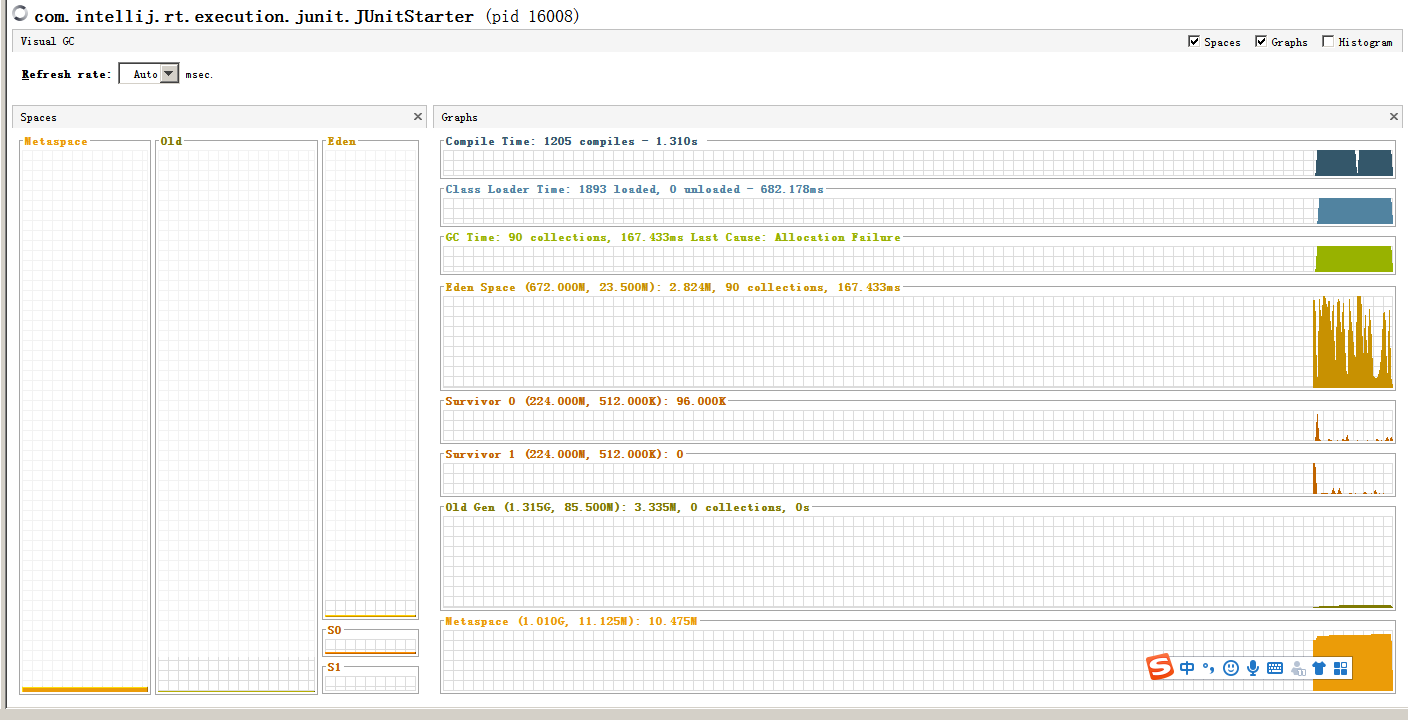 com.intellij.rt.execution.junit.JUnitStarter (pid 16008)
Visual GC
Spaces Graphs Histogram
Refresh rate: Auto msec.
Spaces
Graphs
Metaspace
Old
Eden
S0
S1
Compile Time: 1205 compiles - 1.310s
Class Loader Time: 1893 loaded, 0 unloaded - 682.178ms
GC Time: 90 collections, 167.433ms Last Cause: Allocation Failure
Eden Space (672.000M, 23.500M): 2.824M, 90 collections, 167.433ms
Survivor 0 (224.000M, 512.000K): 96.000K
Survivor 1 (224.000M, 512.000K): 0
Old Gen (1.315G, 85.500M): 3.335M, 0 collections, 0s
Metaspace (1.010G, 11.125M): 10.475M
S 中